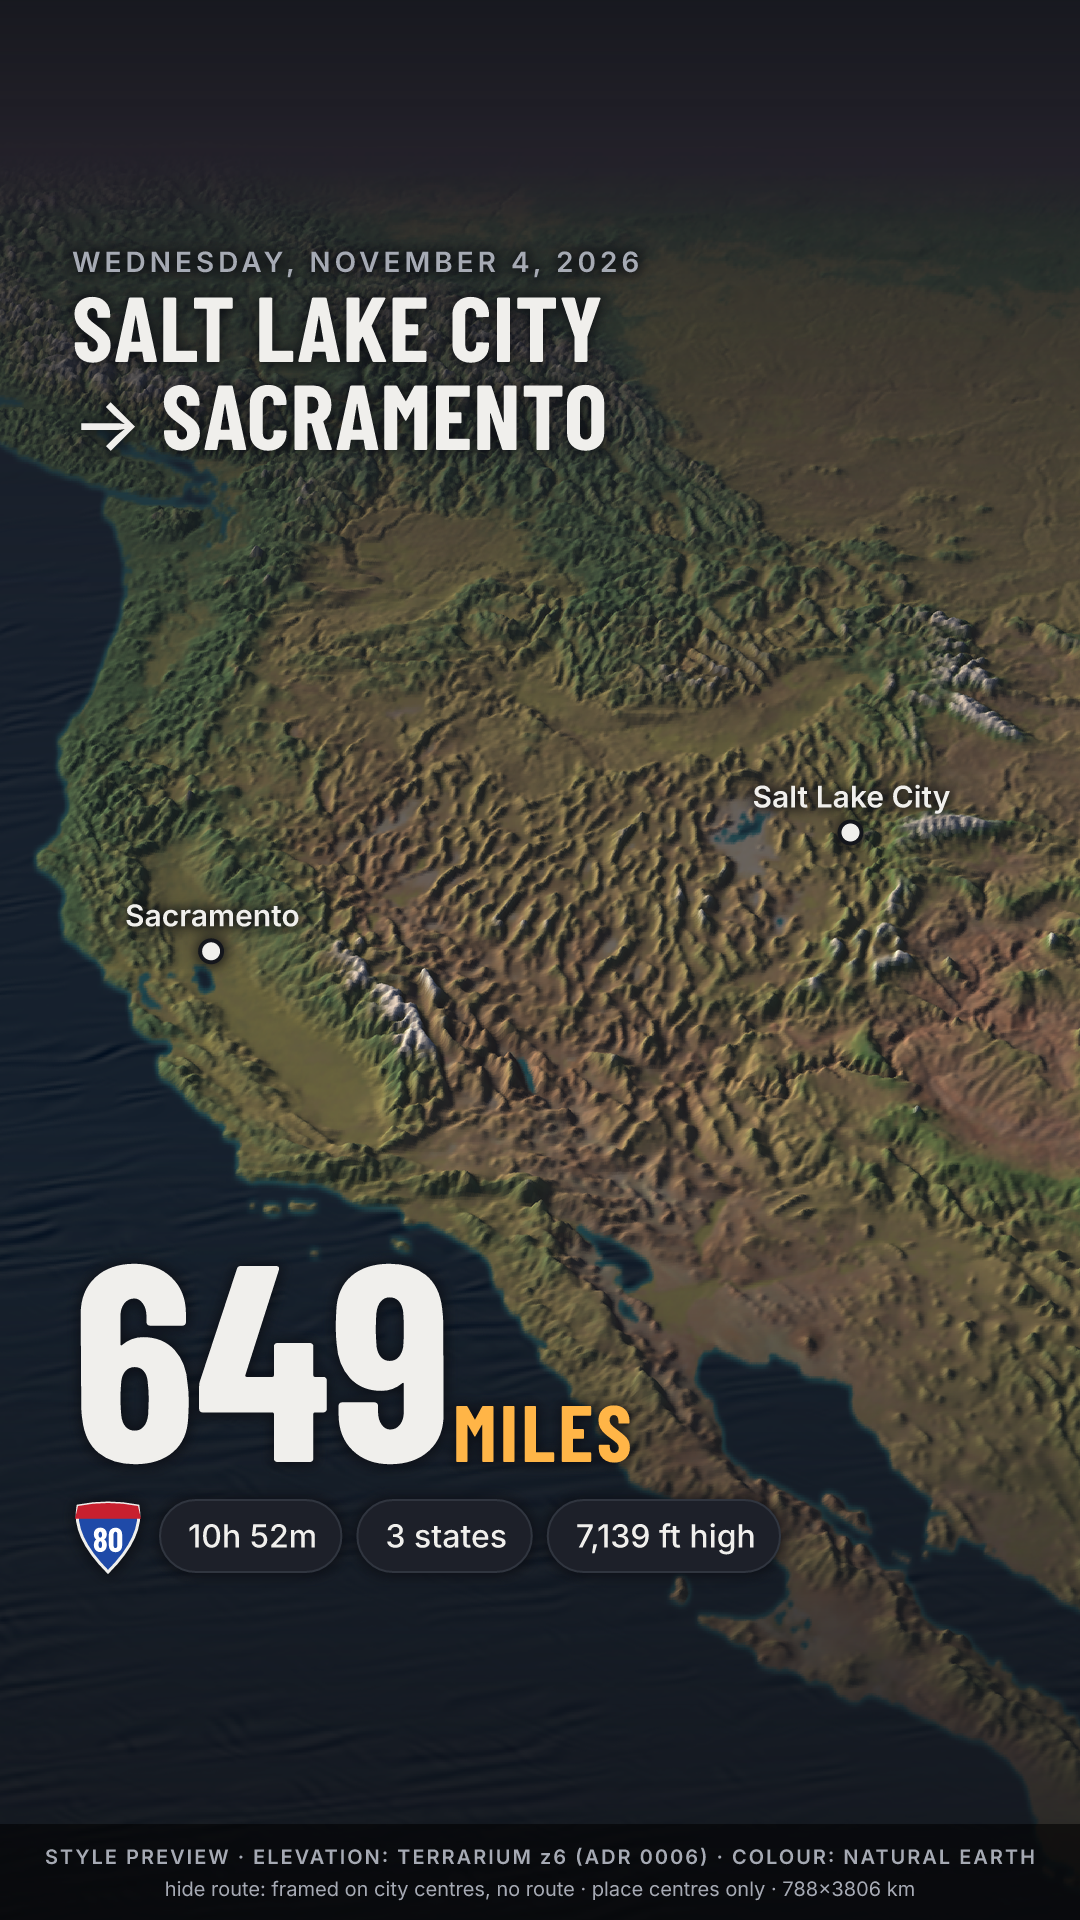 WEDNESDAY, NOVEMBER 4, 2026
SALT LAKE CITY
→ SACRAMENTO
Salt Lake City
Sacramento
649 MILES
80 10h 52m 3 states 7,139 ft high
STYLE PREVIEW · ELEVATION: TERRARIUM z6 (ADR 0006) · COLOUR: NATURAL EARTH
hide route: framed on city centres, no route · place centres only · 788×3806 km